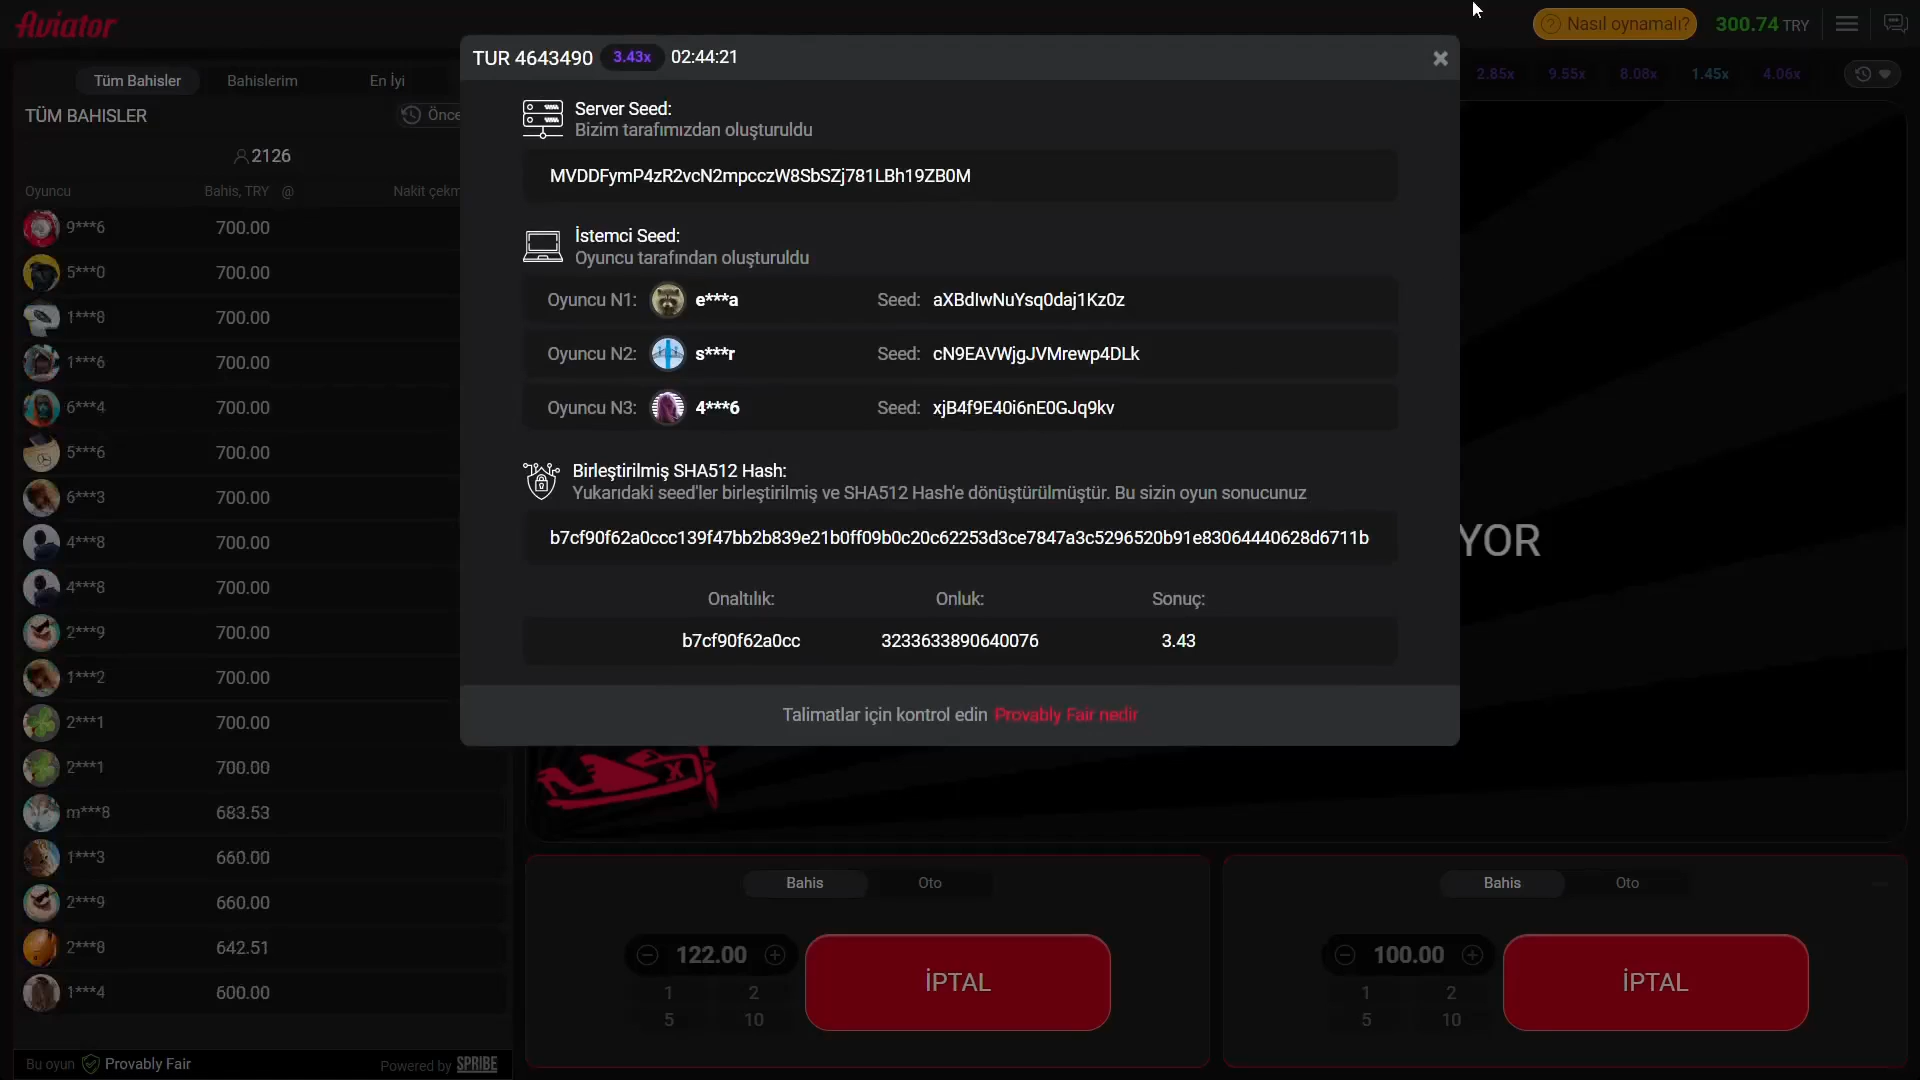 Aviator
Nasıl oynamalı?
300.74 TRY
TUR 4643490 3.43x 02:44:21
2.85x 9.55x 8.08x 1.45x 4.06x
Tüm Bahisler Bahislerim En İyi
TÜM BAHISLER
Önce
2126
Oyuncu Bahis, TRY @ Nakit çekm
9***6 700.00
5***0 700.00
1***8 700.00
1***6 700.00
6***4 700.00
5***6 700.00
6***3 700.00
4***8 700.00
4***8 700.00
2***9 700.00
1***2 700.00
2***1 700.00
2***1 700.00
m***8 683.53
1***3 660.00
2***9 660.00
2***8 642.51
1***4 600.00
Bu oyun Provably Fair Powered by SPRIBE
Server Seed:
Bizim tarafımızdan oluşturuldu
MVDDFymP4zR2vcN2mpcczW8SbSZj781LBh19ZB0M
İstemci Seed:
Oyuncu tarafından oluşturuldu
Oyuncu N1: e***a Seed: aXBdIwNuYsq0daj1Kz0z
Oyuncu N2: s***r Seed: cN9EAVWjgJVMrewp4DLk
Oyuncu N3: 4***6 Seed: xjB4f9E40i6nE0GJq9kv
Birleştirilmiş SHA512 Hash:
Yukarıdaki seed'ler birleştirilmiş ve SHA512 Hash'e dönüştürülmüştür. Bu sizin oyun sonucunuz
b7cf90f62a0ccc139f47bb2b839e21b0ff09b0c20c62253d3ce7847a3c5296520b91e83064440628d6711b
Onaltılık: Onluk: Sonuç:
b7cf90f62a0cc 3233633890640076 3.43
Talimatlar için kontrol edin Provably Fair nedir
YOR
X
Bahis Oto
122.00
1 2
5 10
İPTAL
Bahis Oto
100.00
1 2
5 10
İPTAL